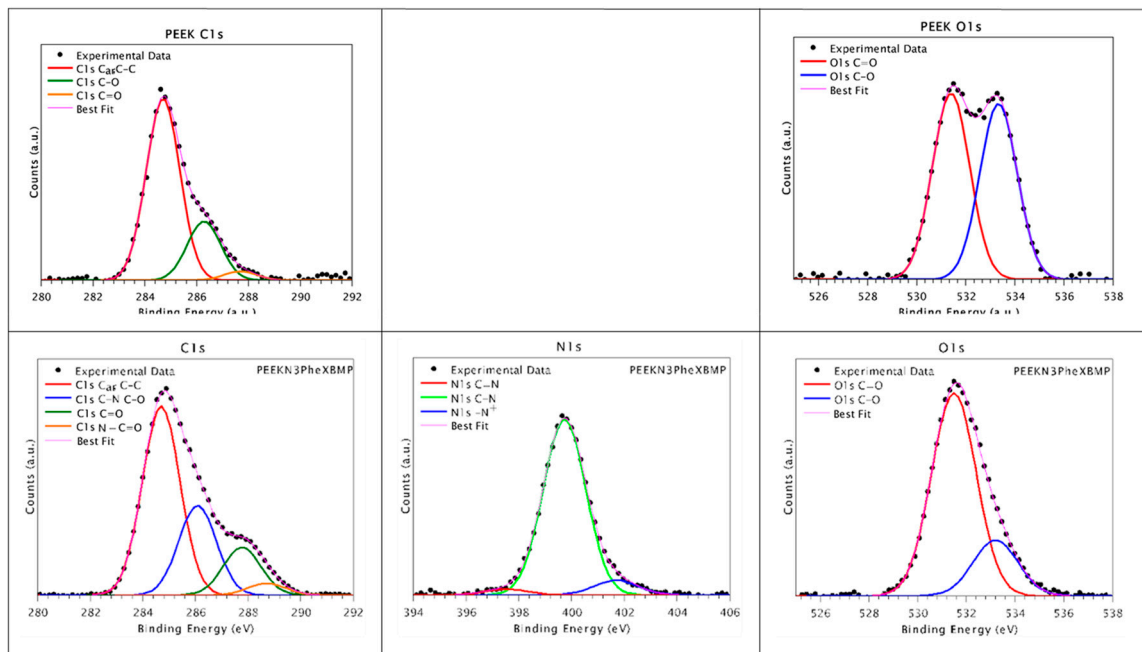 PEEK C1s
Experimental Data
C1s CₐᵣC–C
C1s C–O
C1s C=O
Best Fit
Counts (a.u.)
280 282 284 286 288 290 292
Binding Energy (a.u.)
PEEK O1s
Experimental Data
O1s C=O
O1s C–O
Best Fit
Counts (a.u.)
526 528 530 532 534 536 538
Binding Energy (a.u.)
C1s
PEEKN3PheXBMP
Experimental Data
C1s Cₐᵣ C–C
C1s C–N C–O
C1s C=O
C1s N–C=O
Best Fit
Counts (a.u.)
280 282 284 286 288 290 292
Binding Energy (eV)
N1s
PEEKN3PheXBMP
Experimental Data
N1s C=N
N1s C–N
N1s –N⁺
Best Fit
Counts (a.u.)
394 396 398 400 402 404 406
Binding Energy (eV)
O1s
PEEKN3PheXBMP
Experimental Data
O1s C=O
O1s C–O
Best Fit
Counts (a.u.)
526 528 530 532 534 536 538
Binding Energy (eV)